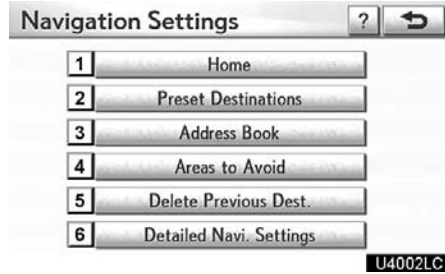 Navigation Settings ?
1 Home
2 Preset Destinations
3 Address Book
4 Areas to Avoid
5 Delete Previous Dest.
6 Detailed Navi. Settings
U4002LC